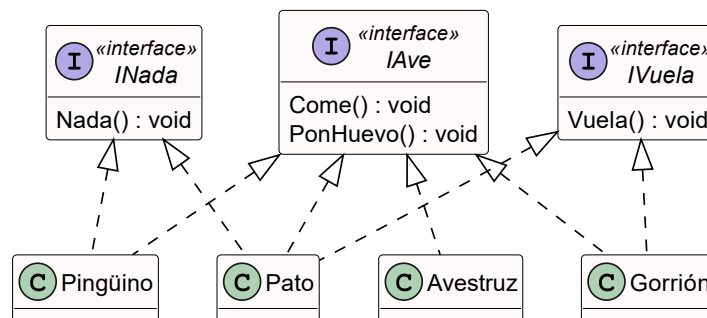 I «interface»
INada
Nada() : void
I «interface»
IAve
Come() : void
PonHuevo() : void
I «interface»
IVuela
Vuela() : void
C Pingüino
C Pato
C Avestruz
C Gorrión